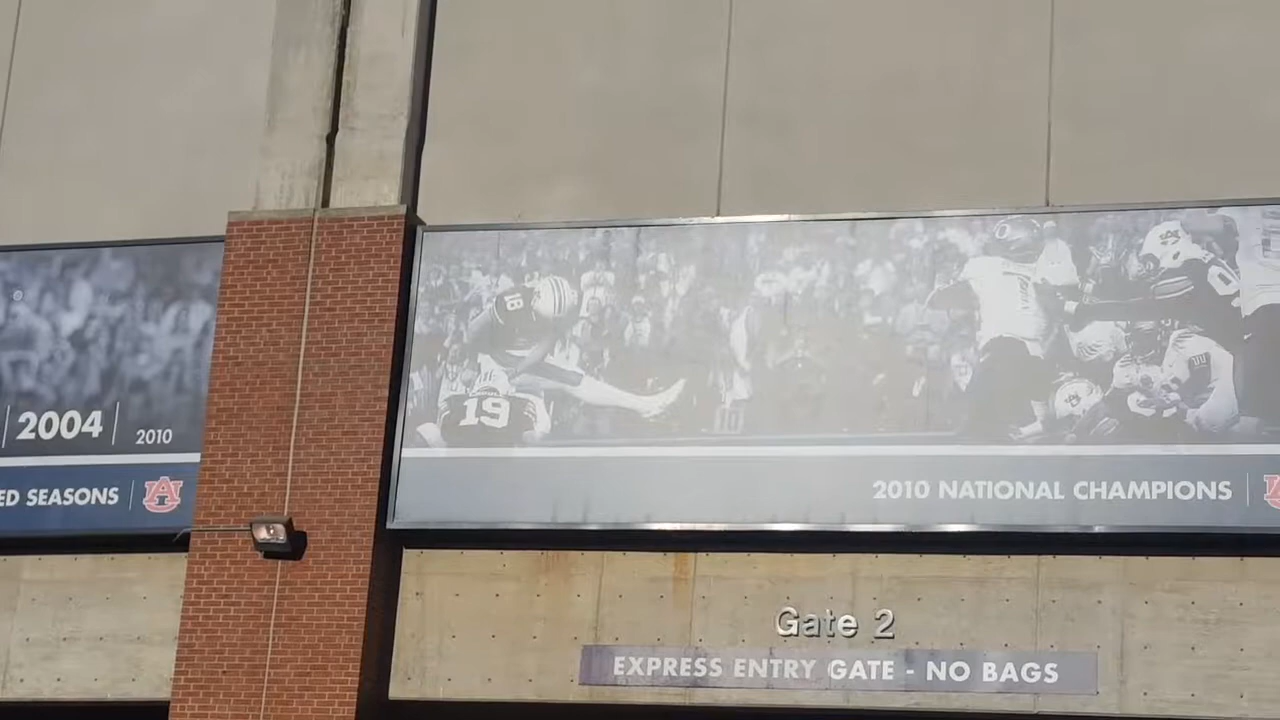 2004 | 2010
ED SEASONS | AU
18
19
2010 NATIONAL CHAMPIONS |
Gate 2
EXPRESS ENTRY GATE - NO BAGS